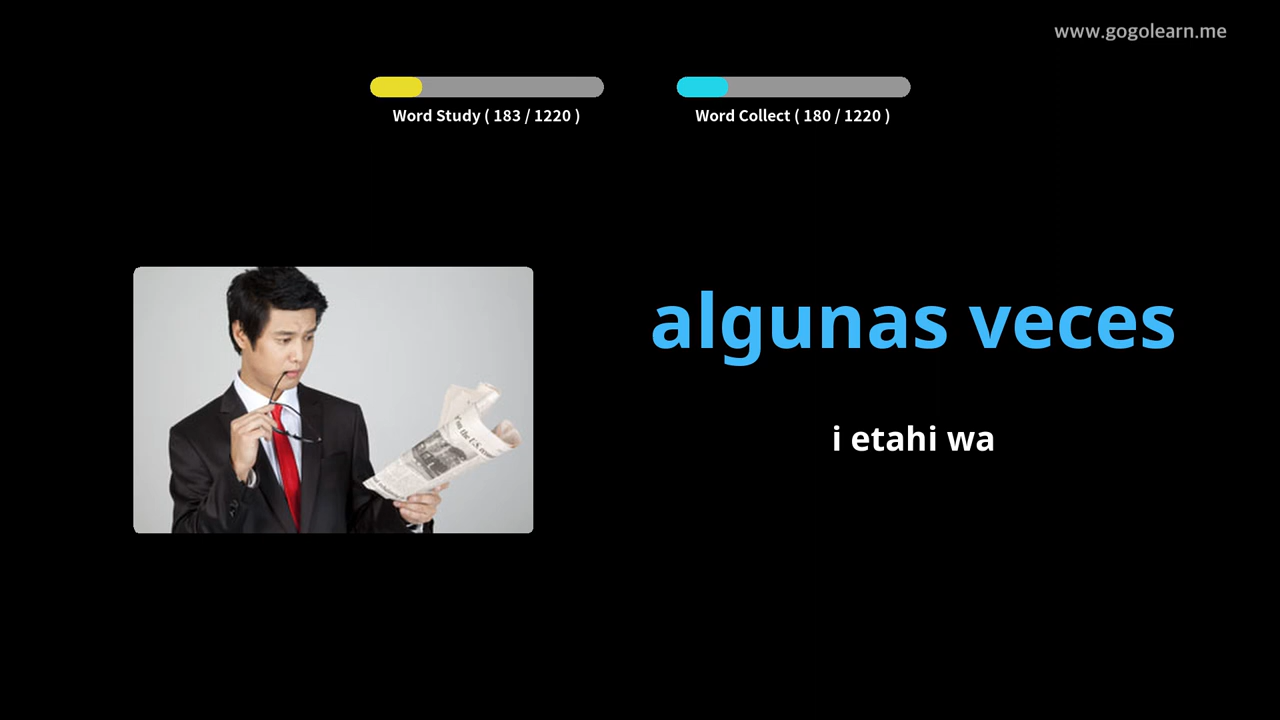 www.gogolearn.me
Word Study ( 183 / 1220 )
Word Collect ( 180 / 1220 )
algunas veces
i etahi wa